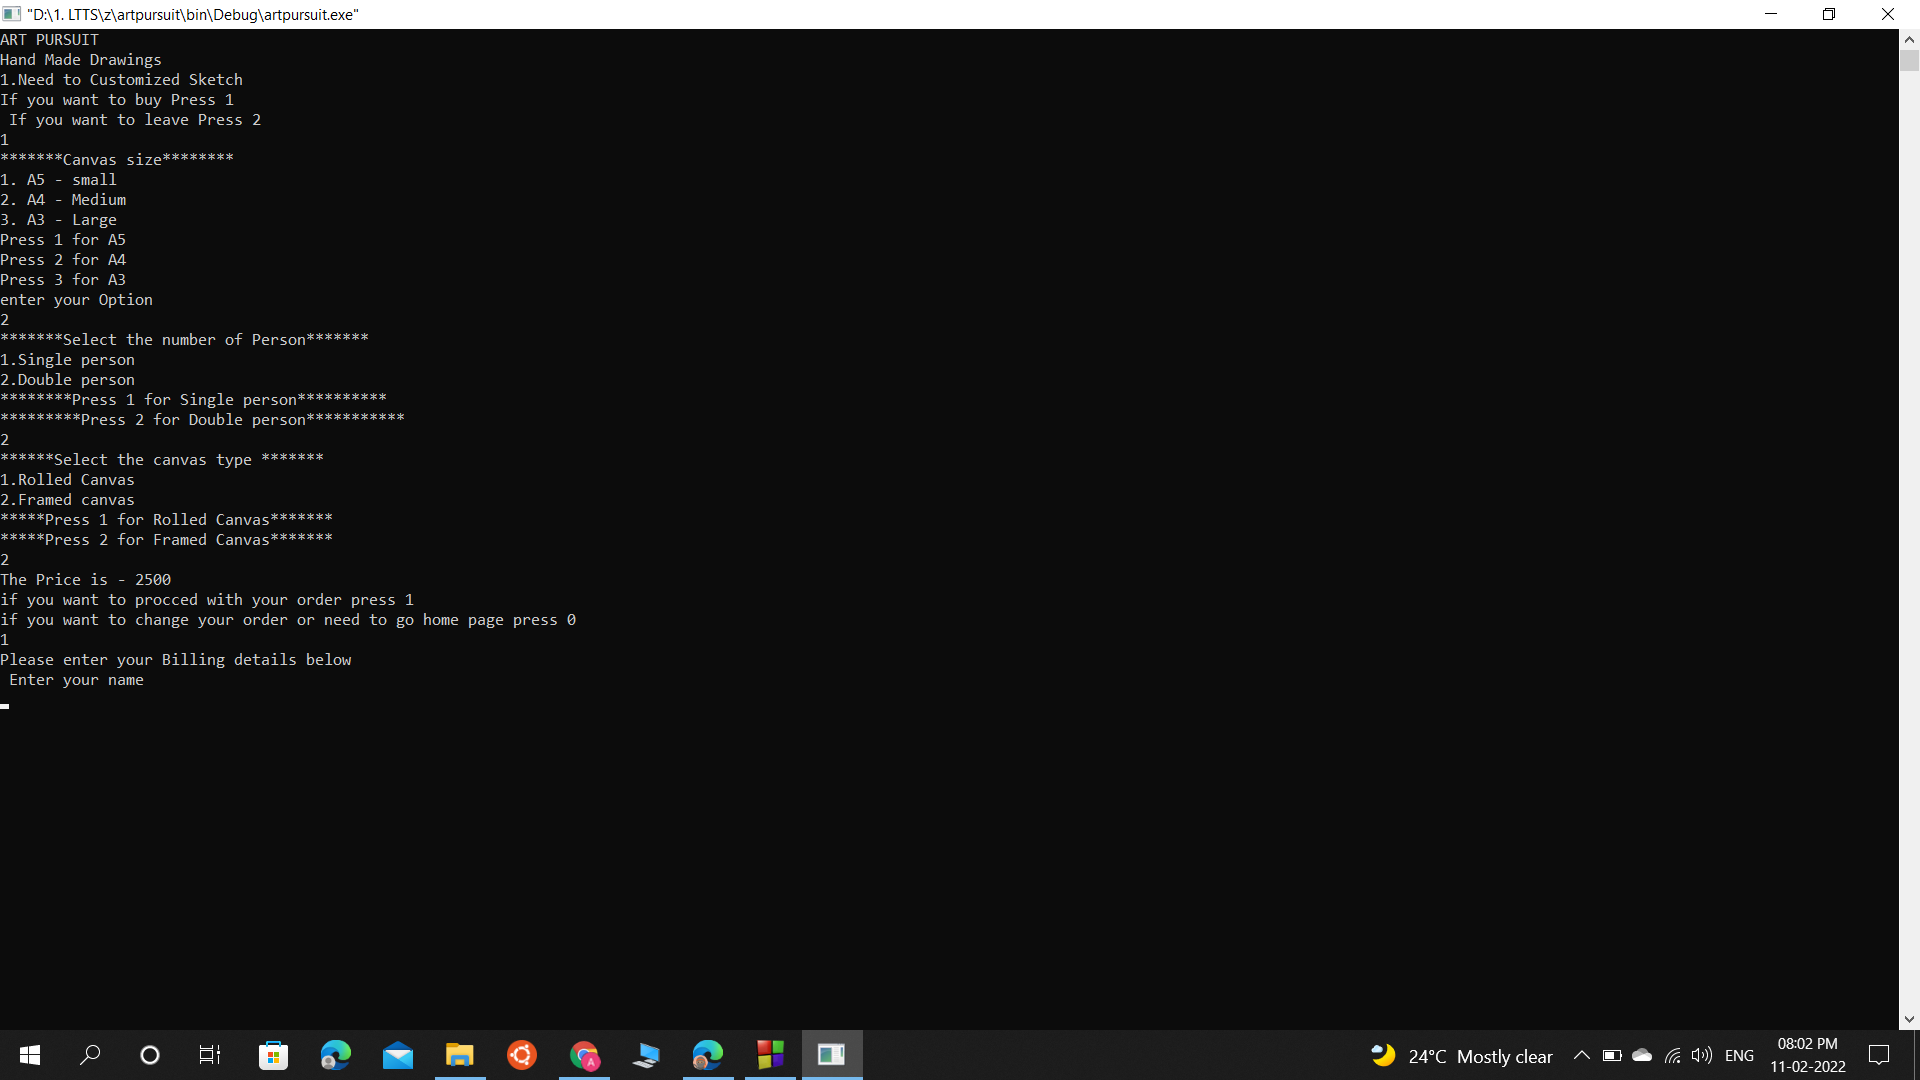 "D:\1. LTTS\z\artpursuit\bin\Debug\artpursuit.exe"
ART PURSUIT
Hand Made Drawings
1.Need to Customized Sketch
If you want to buy Press 1
 If you want to leave Press 2
1
*******Canvas size********
1. A5 - small
2. A4 - Medium
3. A3 - Large
Press 1 for A5
Press 2 for A4
Press 3 for A3
enter your Option
2
*******Select the number of Person*******
1.Single person
2.Double person
********Press 1 for Single person**********
*********Press 2 for Double person***********
2
******Select the canvas type *******
1.Rolled Canvas
2.Framed canvas
*****Press 1 for Rolled Canvas*******
*****Press 2 for Framed Canvas*******
2
The Price is - 2500
if you want to procced with your order press 1
if you want to change your order or need to go home page press 0
1
Please enter your Billing details below
 Enter your name
A
24°C Mostly clear
ENG
08:02 PM
11-02-2022